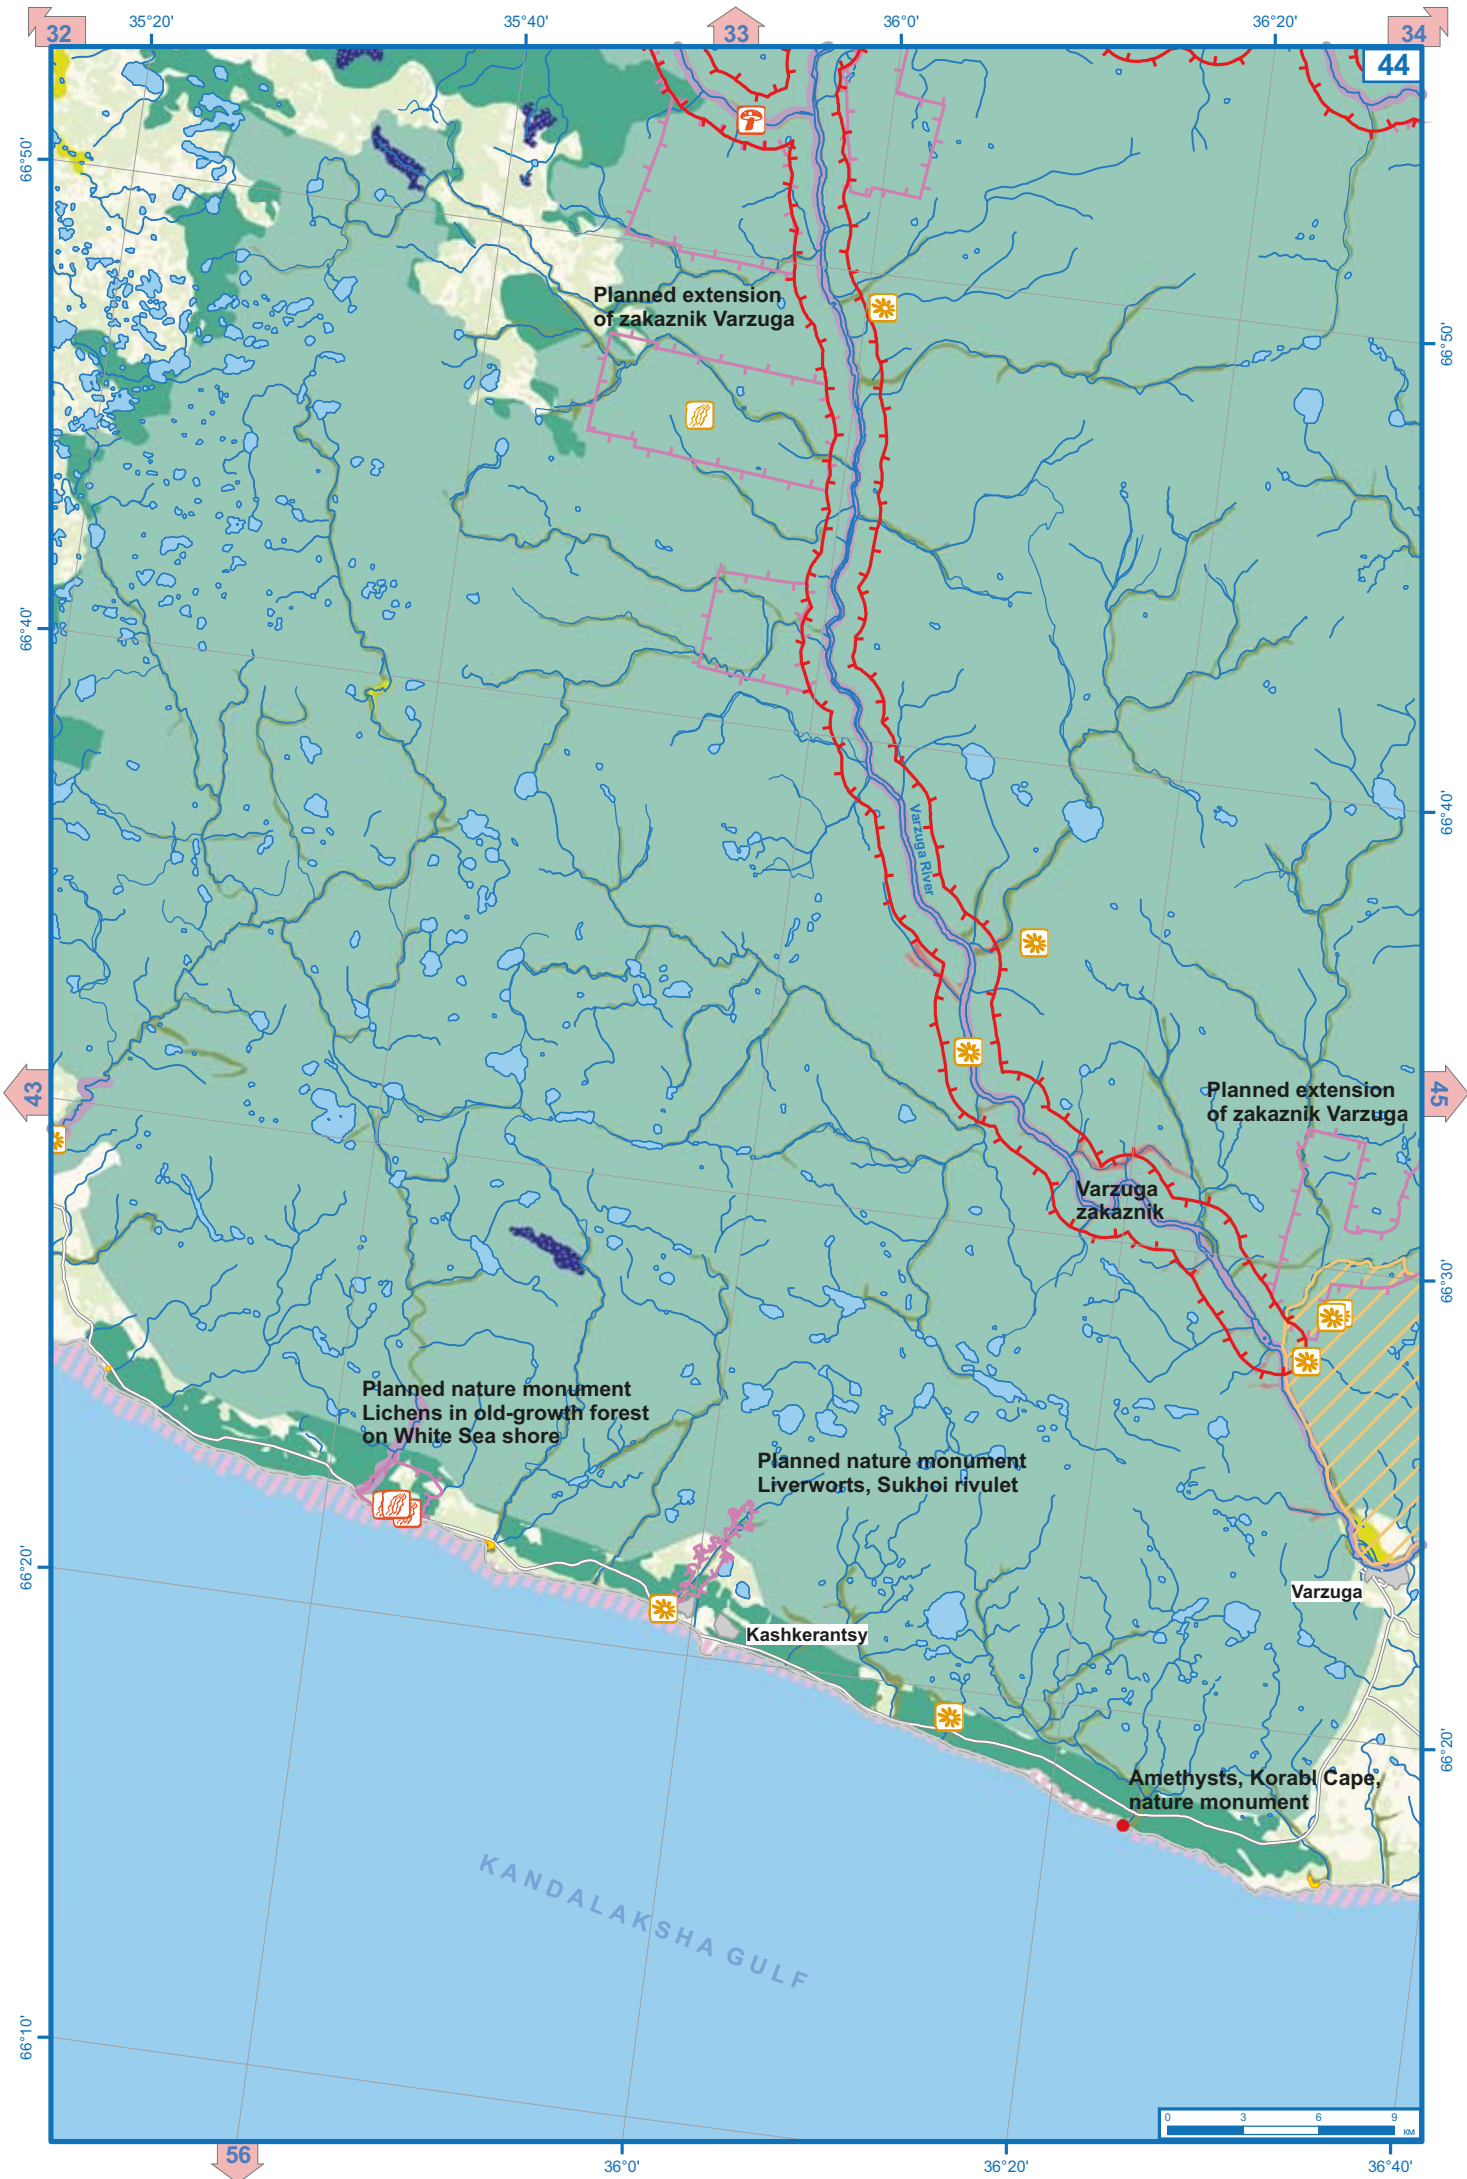 35°20'
35°40'
36°0'
36°20'
32
33
34
44
66°50'
66°50'
Planned extension
of zakaznik Varzuga
66°40'
66°40'
Varzuga River
43
45
Planned extension
of zakaznik Varzuga
Varzuga
zakaznik
66°30'
Planned nature monument
Lichens in old-growth forest
on White Sea shore
Planned nature monument
Liverworts, Sukhoi rivulet
66°20'
Varzuga
Kashkerantsy
66°20'
Amethysts, Korabl Cape,
nature monument
KANDALAKSHA GULF
66°10'
0 3 6 9
км
56
36°0'
36°20'
36°40'